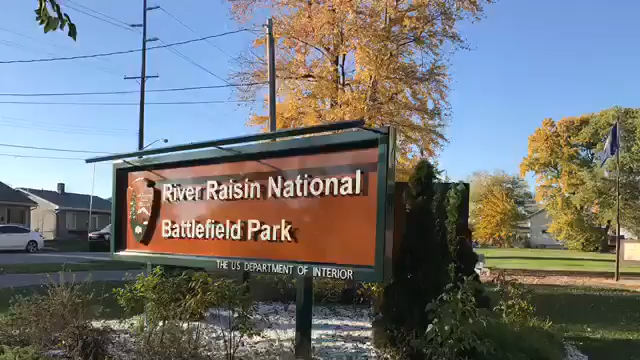 River Raisin National
Battlefield Park
THE US DEPARTMENT OF INTERIOR